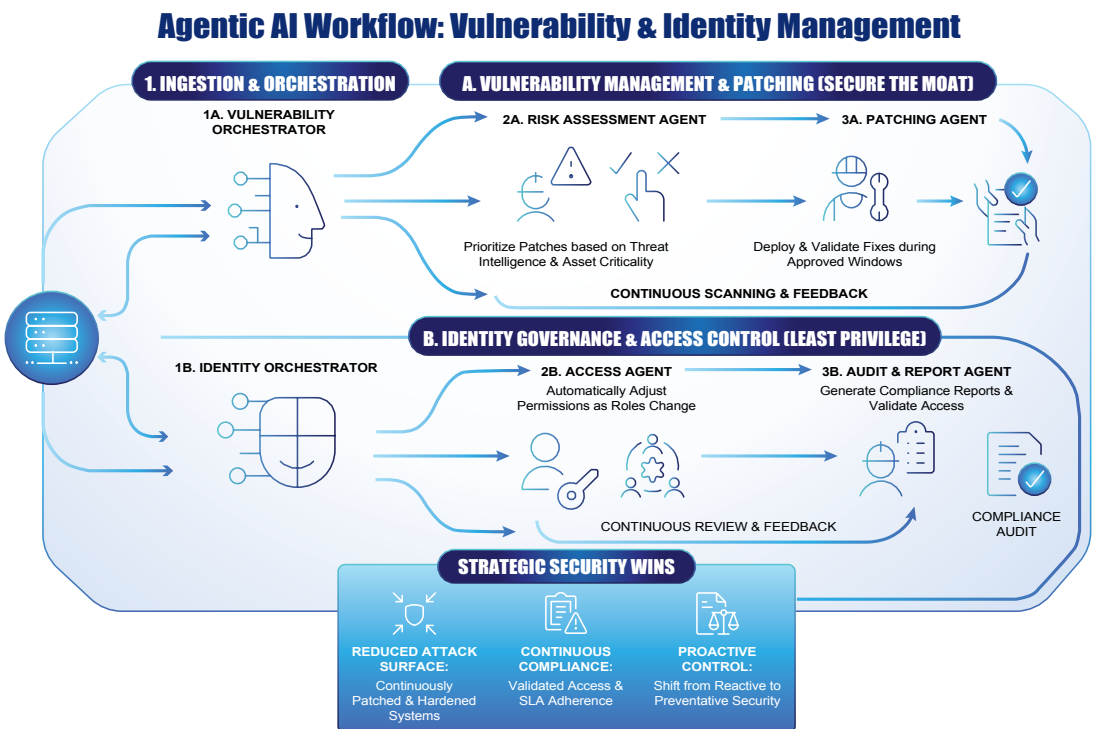 Agentic AI Workflow: Vulnerability & Identity Management
1. INGESTION & ORCHESTRATION
A. VULNERABILITY MANAGEMENT & PATCHING (SECURE THE MOAT)
1A. VULNERABILITY
ORCHESTRATOR
2A. RISK ASSESSMENT AGENT
3A. PATCHING AGENT
Prioritize Patches based on Threat
Intelligence & Asset Criticality
Deploy & Validate Fixes during
Approved Windows
CONTINUOUS SCANNING & FEEDBACK
B. IDENTITY GOVERNANCE & ACCESS CONTROL (LEAST PRIVILEGE)
1B. IDENTITY ORCHESTRATOR
2B. ACCESS AGENT
Automatically Adjust
Permissions as Roles Change
3B. AUDIT & REPORT AGENT
Generate Compliance Reports &
Validate Access
CONTINUOUS REVIEW & FEEDBACK
COMPLIANCE
AUDIT
STRATEGIC SECURITY WINS
REDUCED ATTACK
SURFACE:
Continuously
Patched & Hardened
Systems
CONTINUOUS
COMPLIANCE:
Validated Access &
SLA Adherence
PROACTIVE
CONTROL:
Shift from Reactive to
Preventative Security